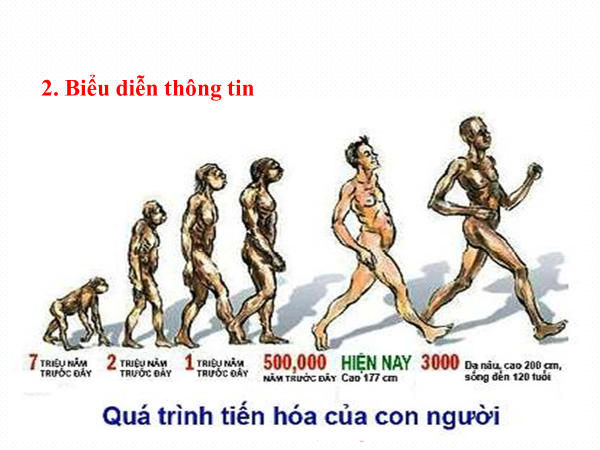 2. Biểu diễn thông tin
7 TRIỆU NĂM TRƯỚC ĐÂY
2 TRIỆU NĂM TRƯỚC ĐÂY
1 TRIỆU NĂM TRƯỚC ĐÂY
500,000 NĂM TRƯỚC ĐÂY
HIỆN NAY Cao 177 cm
3000 Da nâu, cao 200 cm,
sống đến 120 tuổi
Quá trình tiến hóa của con người